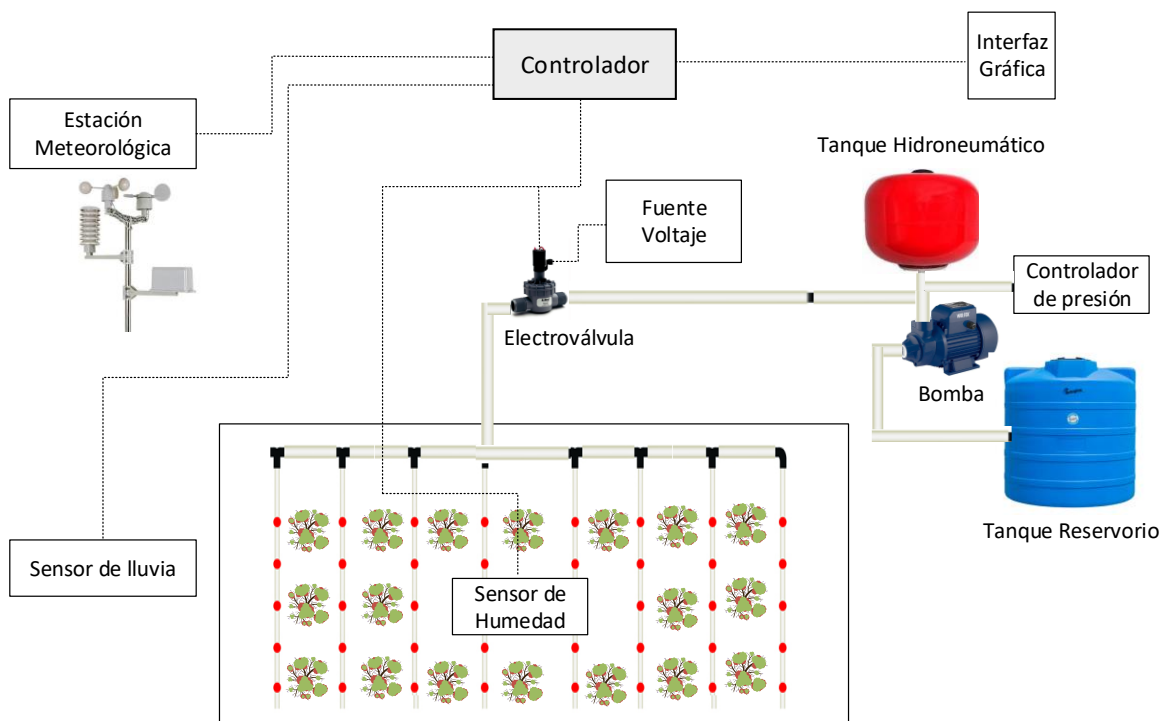 Controlador
Interfaz
Gráfica
Estación
Meteorológica
Tanque Hidroneumático
Fuente
Voltaje
Controlador
de presión
Electroválvula
Bomba
Tanque Reservorio
Sensor de lluvia
Sensor de
Humedad